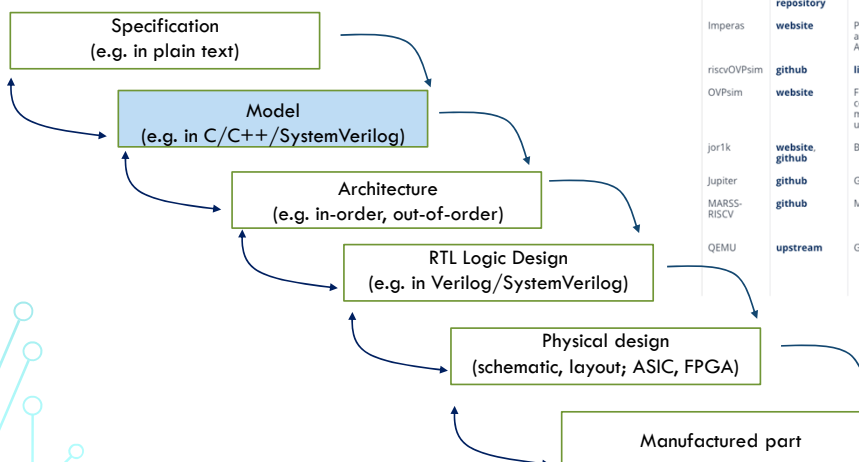 Specification
(e.g. in plain text)
Model
(e.g. in C/C++/SystemVerilog)
Architecture
(e.g. in-order, out-of-order)
RTL Logic Design
(e.g. in Verilog/SystemVerilog)
Physical design
(schematic, layout; ASIC, FPGA)
Manufactured part
repository
Imperas website
riscvOVPsim github
OVPsim website
jor1k website,
github
Jupiter github
MARSS- github
RISCV
QEMU upstream